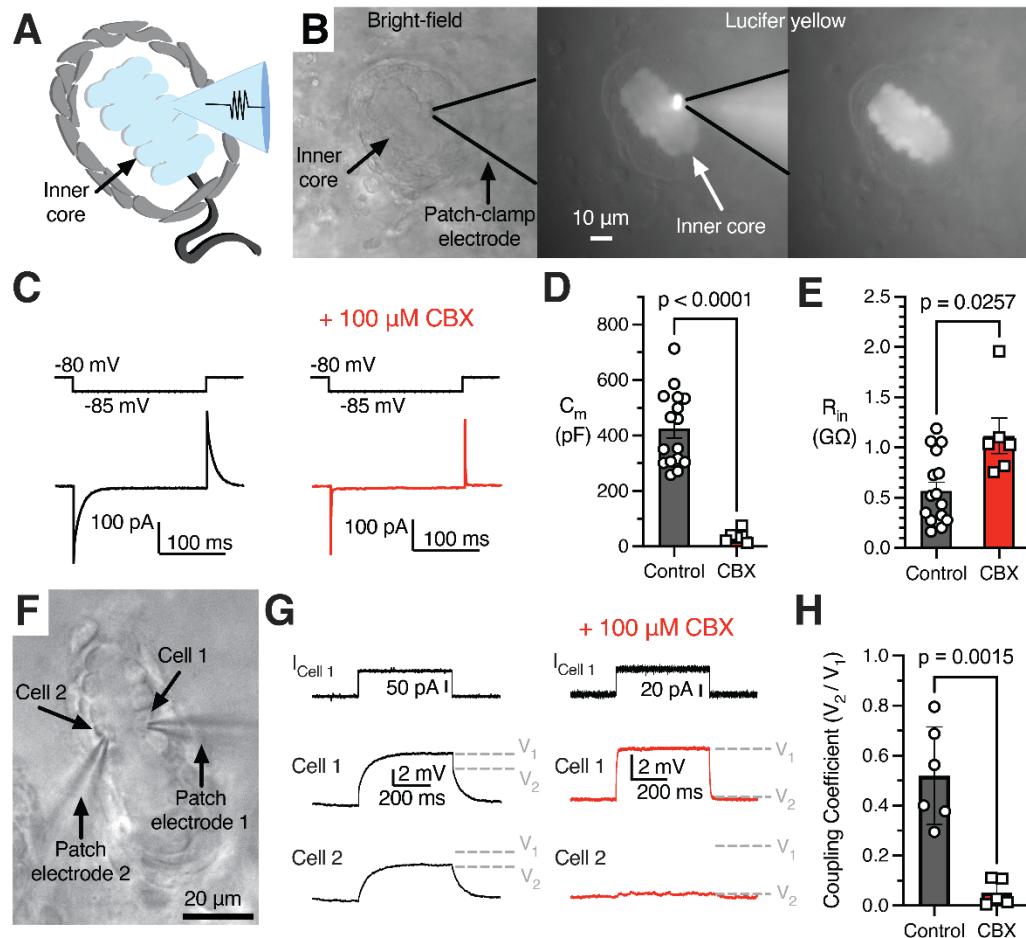 A
Inner
core
B
Bright-field
Lucifer yellow
Inner
core
Patch-clamp
electrode
10 µm
Inner core
C
+ 100 µM CBX
-80 mV
-85 mV
100 pA
100 ms
-80 mV
-85 mV
100 pA
100 ms
D
p < 0.0001
Cm
(pF)
800
600
400
200
0
Control
CBX
E
p = 0.0257
Rin
(GΩ)
2.5
2.0
1.5
1.0
0.5
0.0
Control
CBX
F
Cell 1
Cell 2
Patch
electrode 1
Patch
electrode 2
20 µm
G
+ 100 µM CBX
ICell 1
50 pA
20 pA
Cell 1
V1
V2
2 mV
200 ms
Cell 1
V1
V2
2 mV
200 ms
Cell 2
V1
V2
Cell 2
V1
V2
H
p = 0.0015
Coupling Coefficient (V2 / V1)
1.0
0.8
0.6
0.4
0.2
0.0
Control
CBX